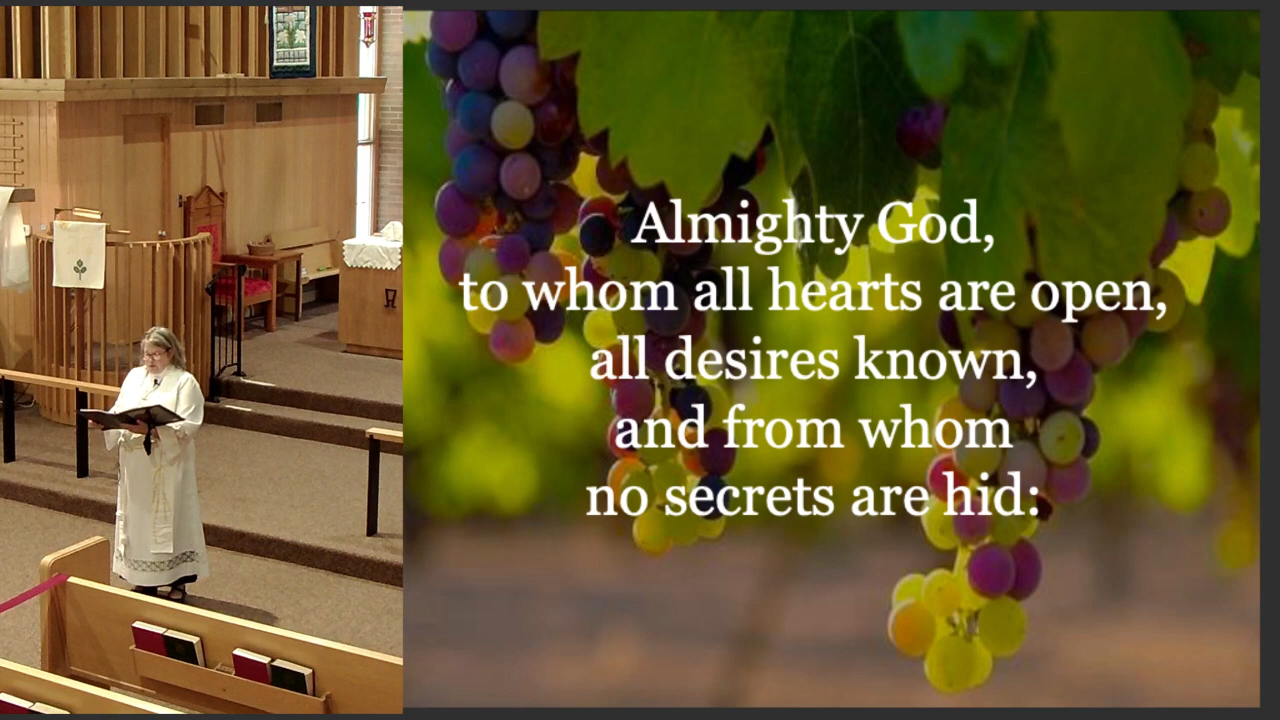 Almighty God,
to whom all hearts are open,
all desires known,
and from whom
no secrets are hid: